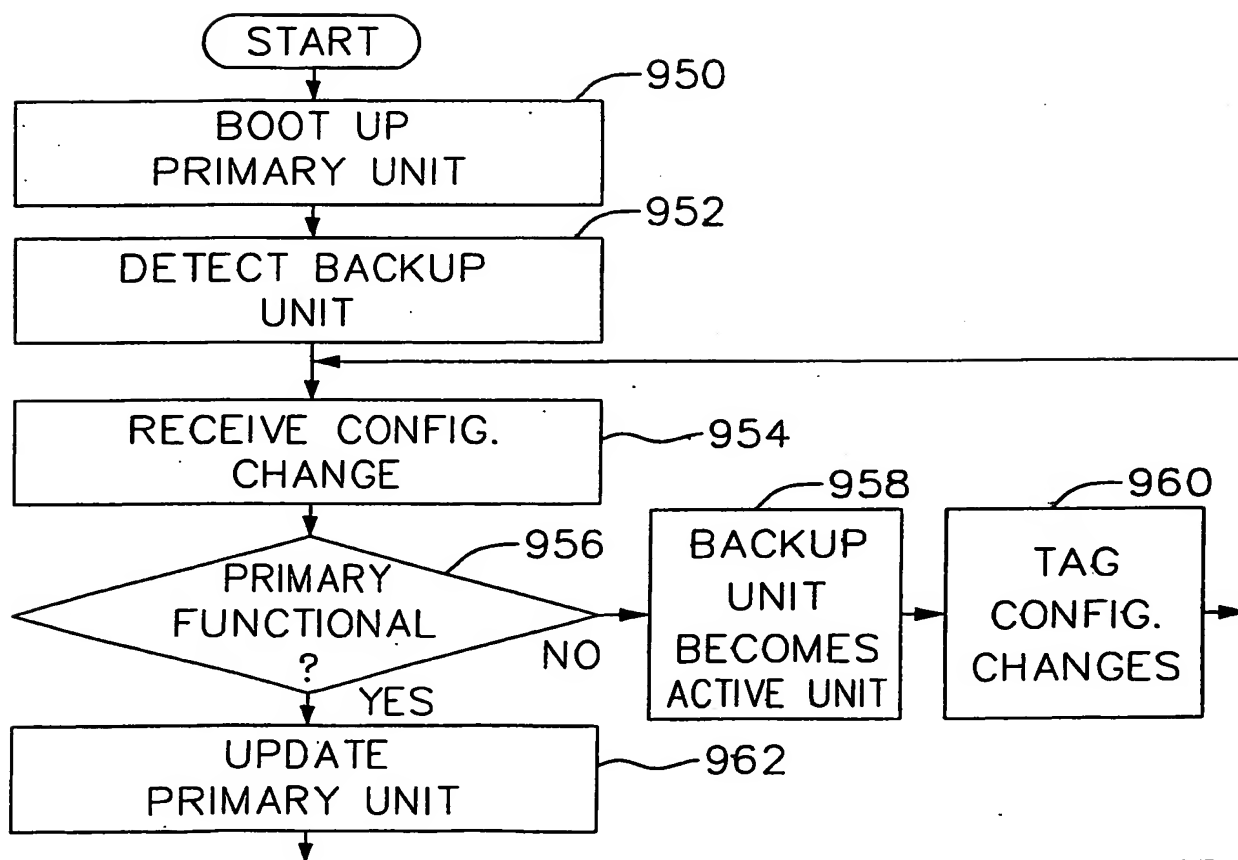 START
950
BOOT UP
PRIMARY UNIT
952
DETECT BACKUP
UNIT
RECEIVE CONFIG.
CHANGE
954
956
PRIMARY
FUNCTIONAL
?
NO
YES
958
BACKUP
UNIT
BECOMES
ACTIVE UNIT
960
TAG
CONFIG.
CHANGES
UPDATE
PRIMARY UNIT
962